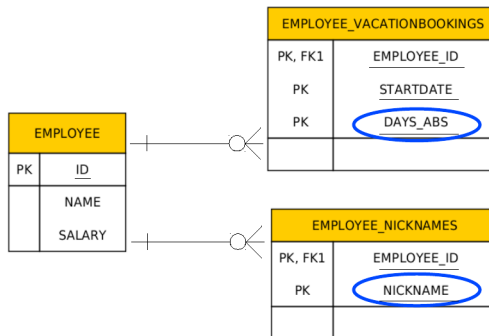 EMPLOYEE_VACATIONBOOKINGS
PK, FK1 EMPLOYEE_ID
PK STARTDATE
PK DAYS_ABS
EMPLOYEE
PK ID
NAME
SALARY
EMPLOYEE_NICKNAMES
PK, FK1 EMPLOYEE_ID
PK NICKNAME